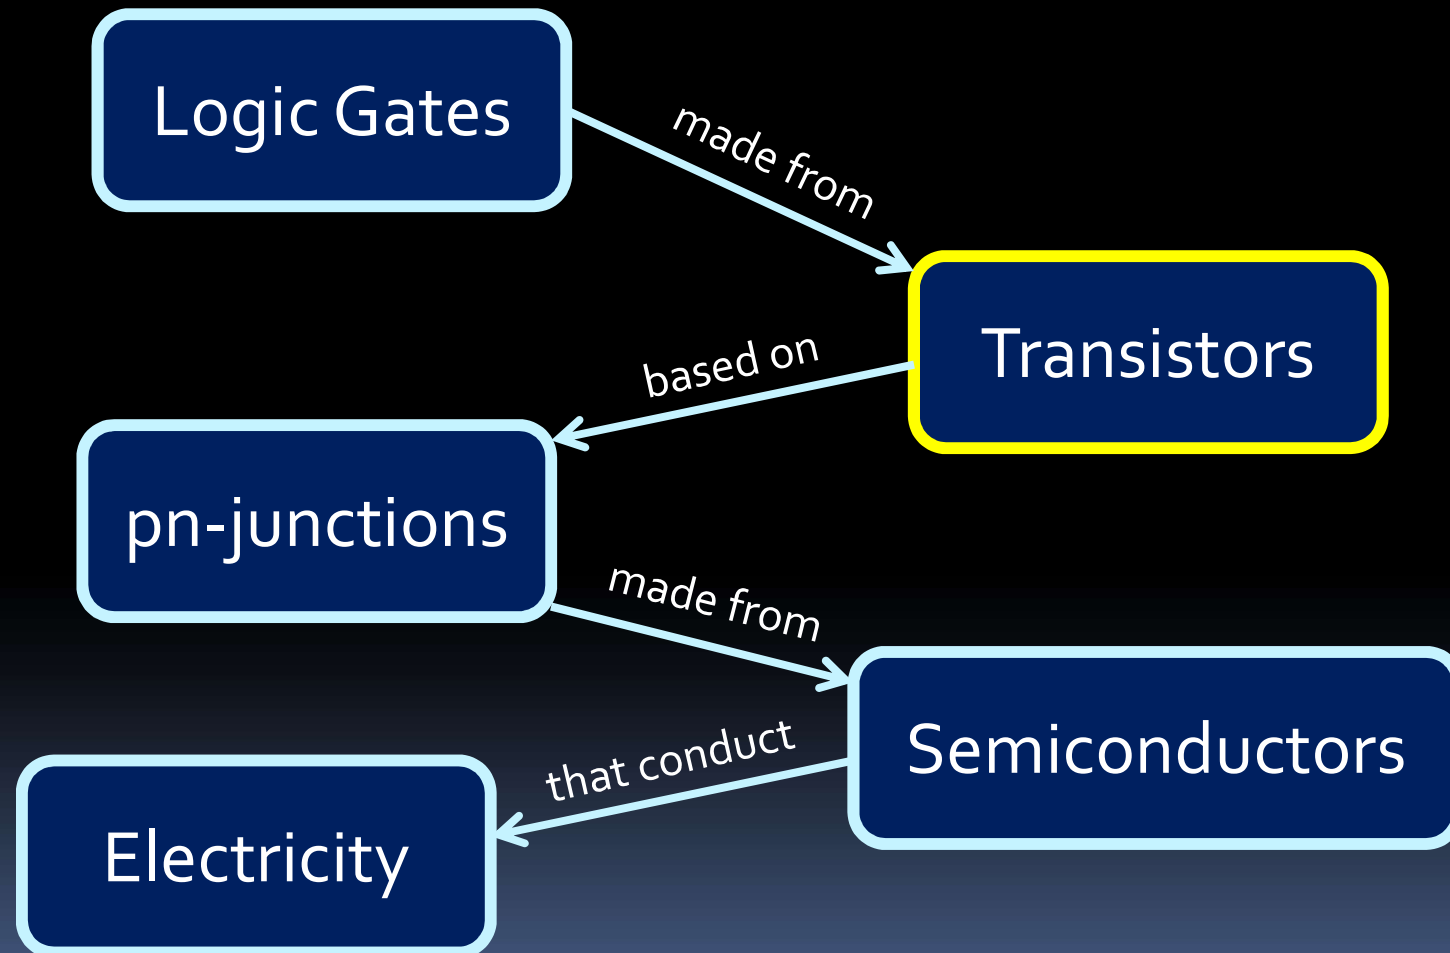 Logic Gates
made from
Transistors
based on
pn-junctions
made from
Semiconductors
that conduct
Electricity